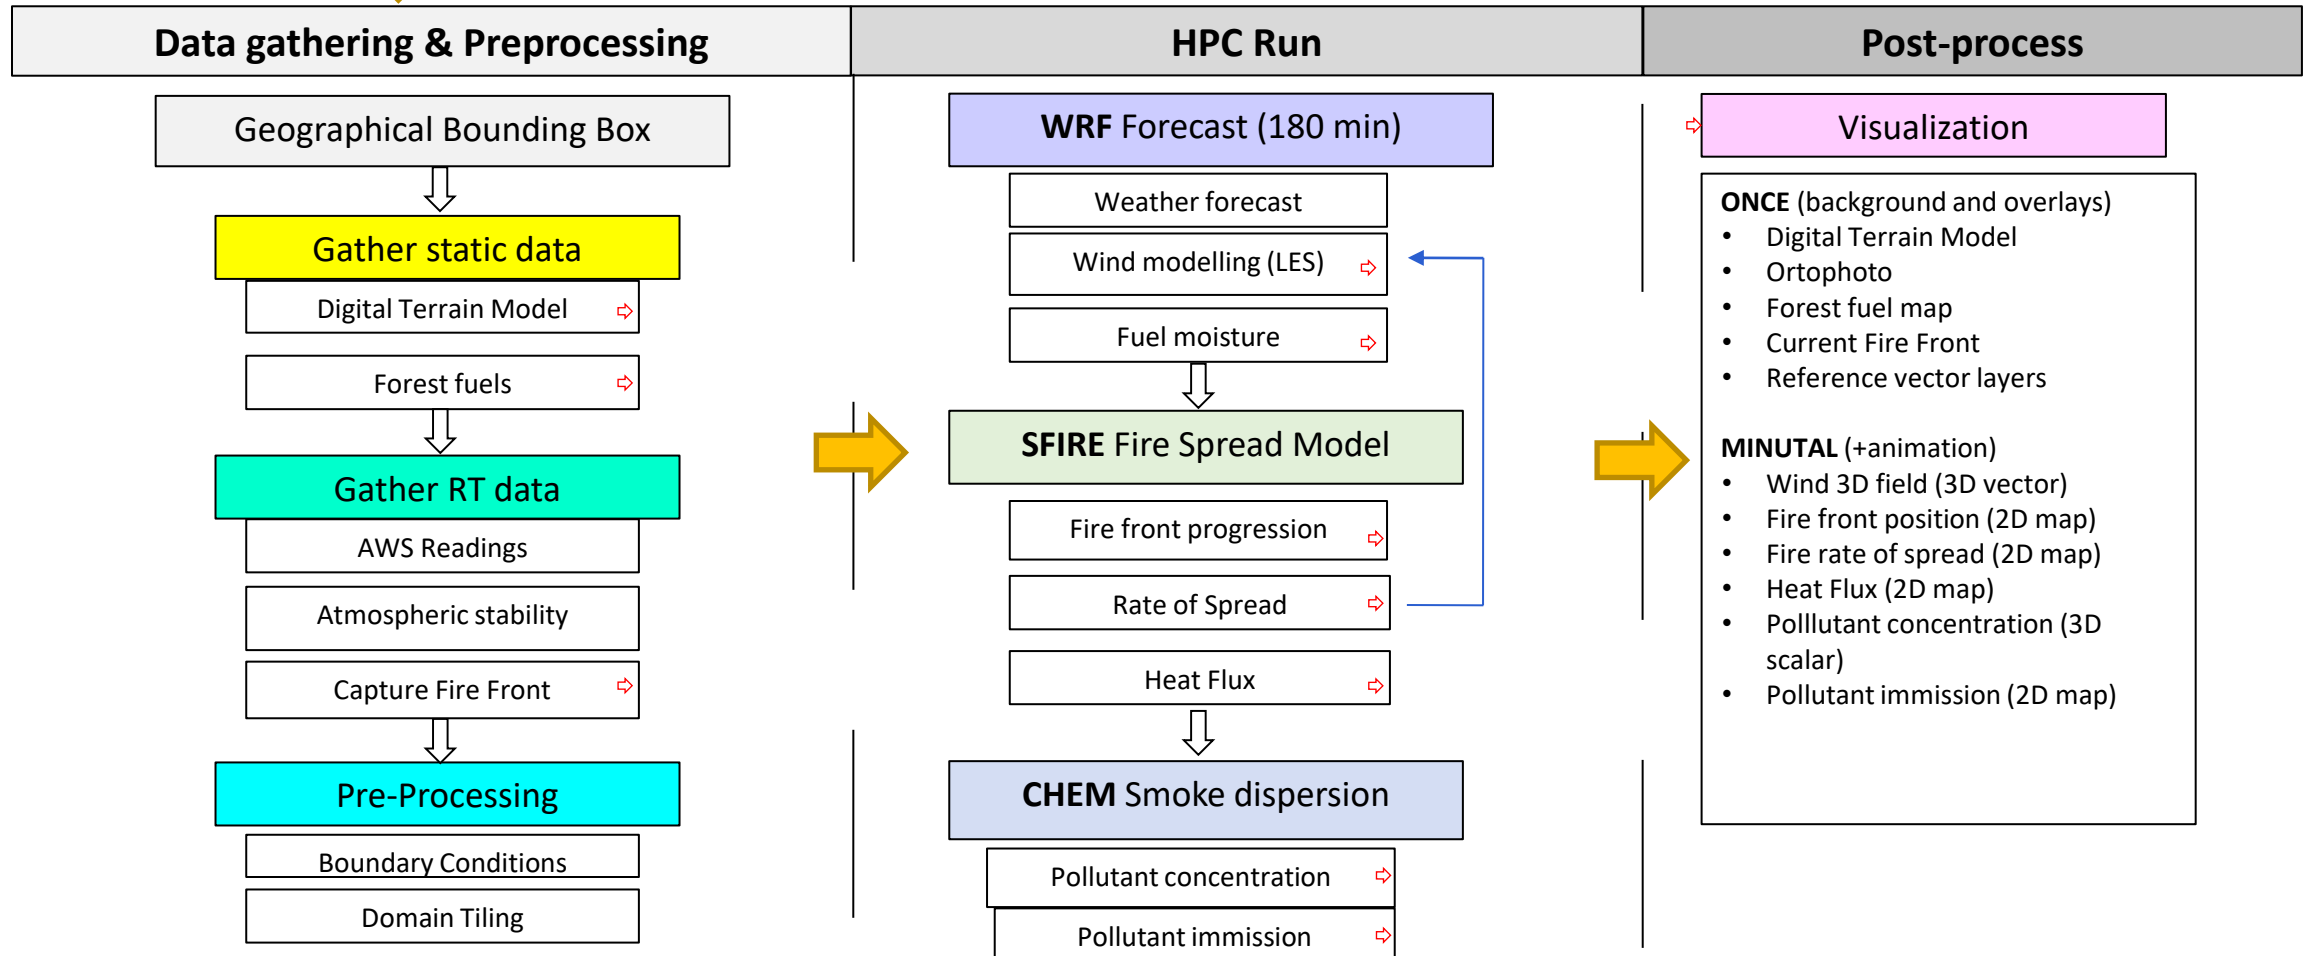 Data gathering & Preprocessing
HPC Run
Post-process
Geographical Bounding Box
Gather static data
Digital Terrain Model
Forest fuels
Gather RT data
AWS Readings
Atmospheric stability
Capture Fire Front
Pre-Processing
Boundary Conditions
Domain Tiling
WRF Forecast (180 min)
Weather forecast
Wind modelling (LES)
Fuel moisture
SFIRE Fire Spread Model
Fire front progression
Rate of Spread
Heat Flux
CHEM Smoke dispersion
Pollutant concentration
Pollutant immission
Visualization
ONCE (background and overlays)
• Digital Terrain Model
• Ortophoto
• Forest fuel map
• Current Fire Front
• Reference vector layers
MINUTAL (+animation)
• Wind 3D field (3D vector)
• Fire front position (2D map)
• Fire rate of spread (2D map)
• Heat Flux (2D map)
• Polllutant concentration (3D
scalar)
• Pollutant immission (2D map)